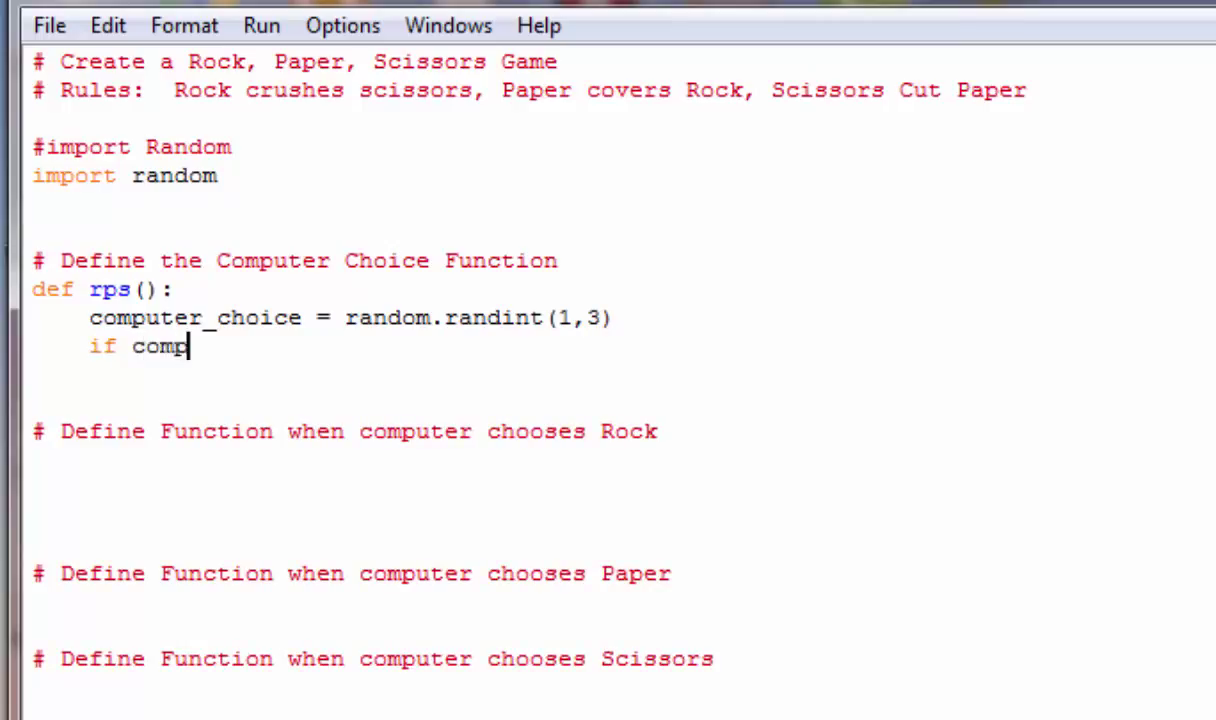 File Edit Format Run Options Windows Help
# Create a Rock, Paper, Scissors Game
# Rules:  Rock crushes scissors, Paper covers Rock, Scissors Cut Paper
#import Random
import random
# Define the Computer Choice Function
def rps():
    computer_choice = random.randint(1,3)
    if comp
# Define Function when computer chooses Rock
# Define Function when computer chooses Paper
# Define Function when computer chooses Scissors